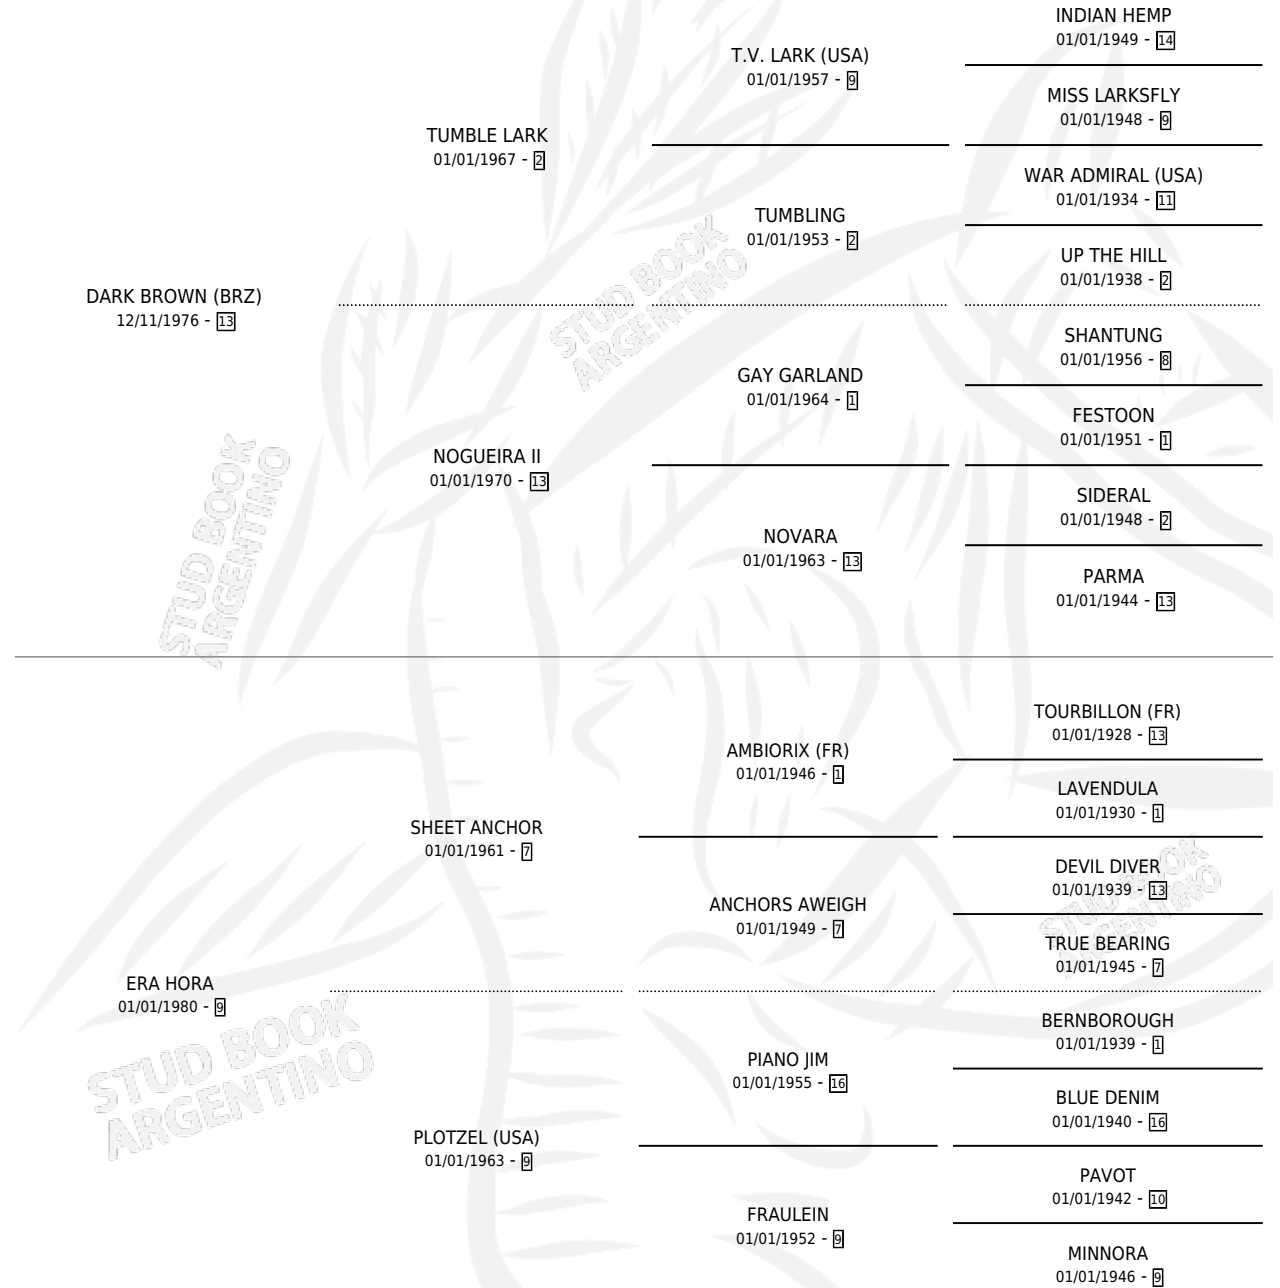 INDIAN HEMP
01/01/1949 - 14
T.V. LARK (USA)
01/01/1957 - 9
MISS LARKSFLY
01/01/1948 - 9
TUMBLE LARK
01/01/1967 - 2
WAR ADMIRAL (USA)
01/01/1934 - 11
TUMBLING
01/01/1953 - 2
UP THE HILL
01/01/1938 - 2
DARK BROWN (BRZ)
12/11/1976 - 13
SHANTUNG
01/01/1956 - 8
GAY GARLAND
01/01/1964 - 1
FESTOON
01/01/1951 - 1
NOGUEIRA II
01/01/1970 - 13
SIDERAL
01/01/1948 - 2
NOVARA
01/01/1963 - 13
PARMA
01/01/1944 - 13
STUD BOOK
ARGENTINO
STUD BOOK
ARGENTINO
TOURBILLON (FR)
01/01/1928 - 13
AMBIORIX (FR)
01/01/1946 - 1
LAVENDULA
01/01/1930 - 1
SHEET ANCHOR
01/01/1961 - 7
DEVIL DIVER
01/01/1939 - 13
ANCHORS AWEIGH
01/01/1949 - 7
TRUE BEARING
01/01/1945 - 7
ERA HORA
01/01/1980 - 9
BERNBOROUGH
01/01/1939 - 1
PIANO JIM
01/01/1955 - 16
BLUE DENIM
01/01/1940 - 16
PLOTZEL (USA)
01/01/1963 - 9
PAVOT
01/01/1942 - 10
FRAULEIN
01/01/1952 - 9
MINNORA
01/01/1946 - 9
STUD BOOK
ARGENTINO
STUD BOOK
ARGENTINO